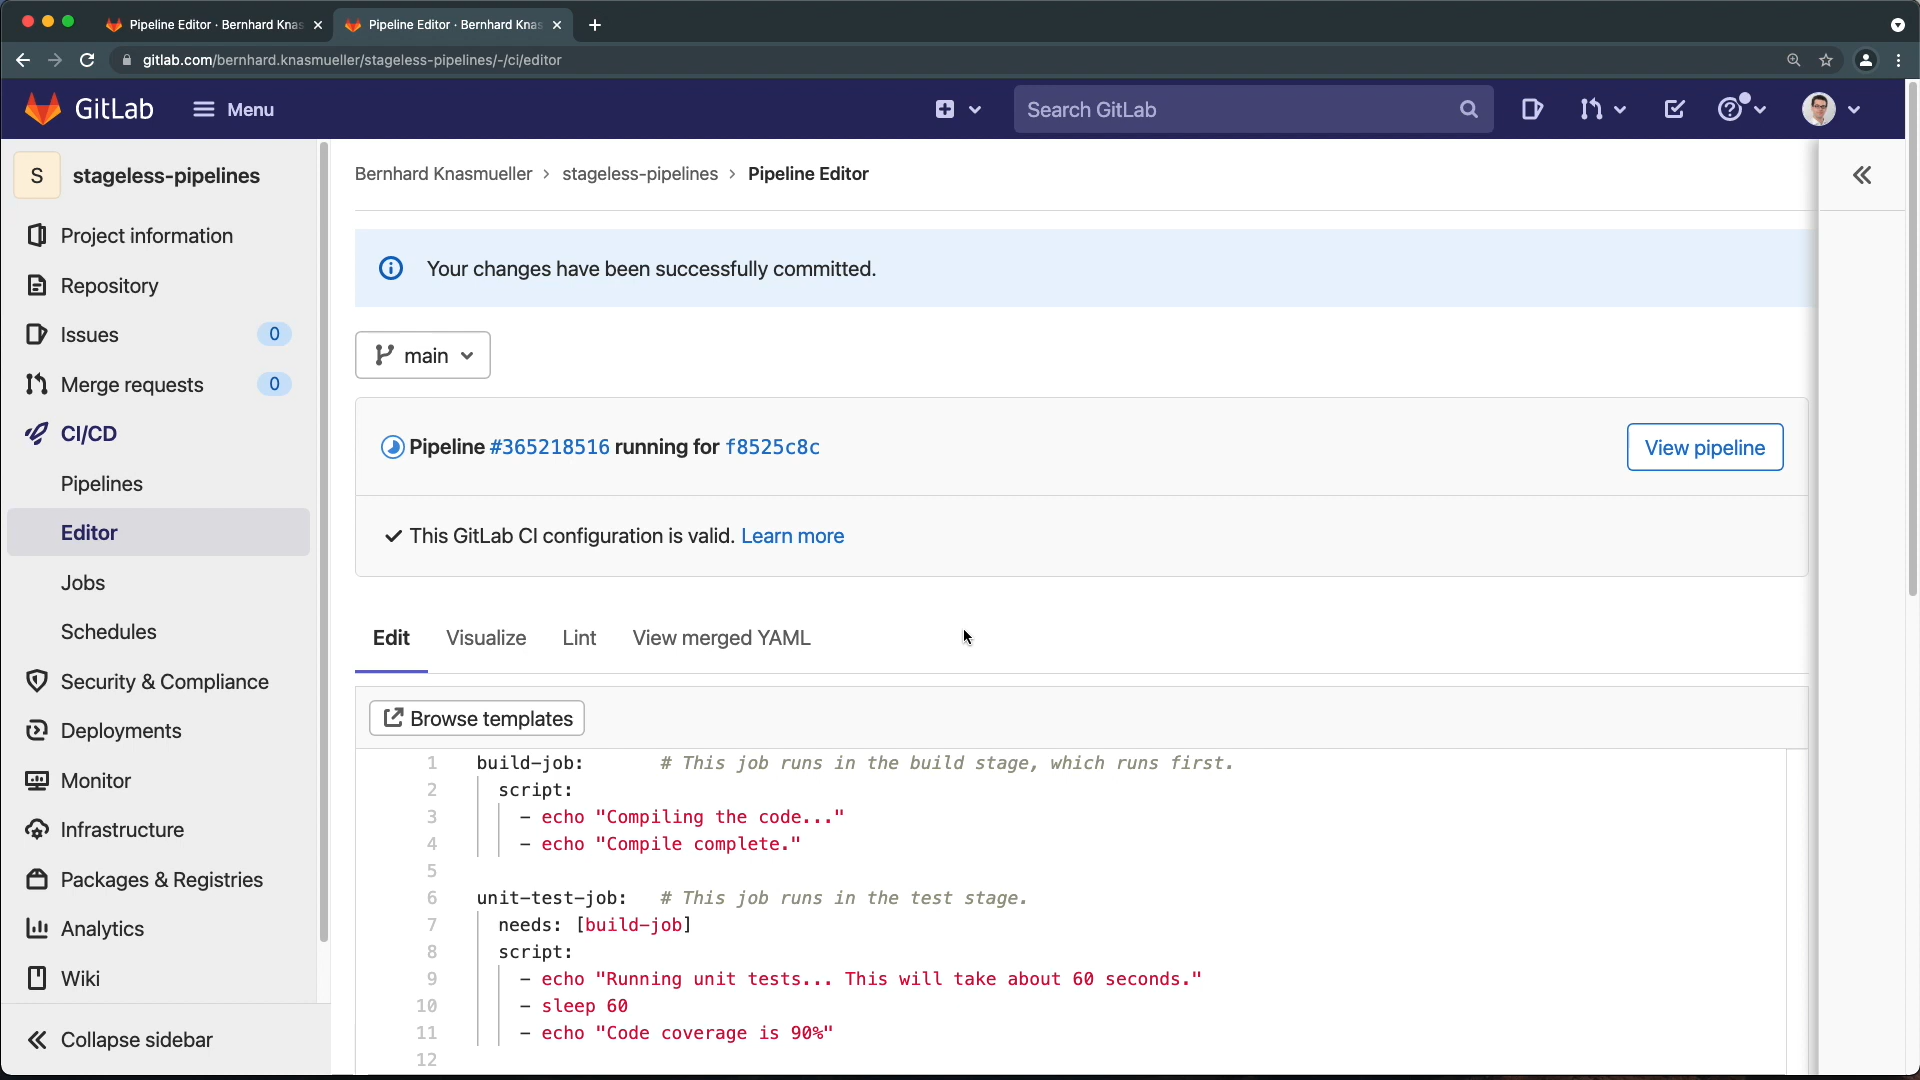 Pipeline Editor · Bernhard Knas
Pipeline Editor · Bernhard Knas
gitlab.com/bernhard.knasmueller/stageless-pipelines/-/ci/editor
GitLab
Menu
Search GitLab
S
stageless-pipelines
Project information
Repository
Issues 0
Merge requests 0
CI/CD
Pipelines
Editor
Jobs
Schedules
Security & Compliance
Deployments
Monitor
Infrastructure
Packages & Registries
Analytics
Wiki
Collapse sidebar
Bernhard Knasmueller > stageless-pipelines > Pipeline Editor
Your changes have been successfully committed.
main
Pipeline #365218516 running for f8525c8c
View pipeline
This GitLab CI configuration is valid. Learn more
Edit Visualize Lint View merged YAML
Browse templates
1 build-job: # This job runs in the build stage, which runs first.
2 script:
3 - echo "Compiling the code..."
4 - echo "Compile complete."
5
6 unit-test-job: # This job runs in the test stage.
7 needs: [build-job]
8 script:
9 - echo "Running unit tests... This will take about 60 seconds."
10 - sleep 60
11 - echo "Code coverage is 90%"
12